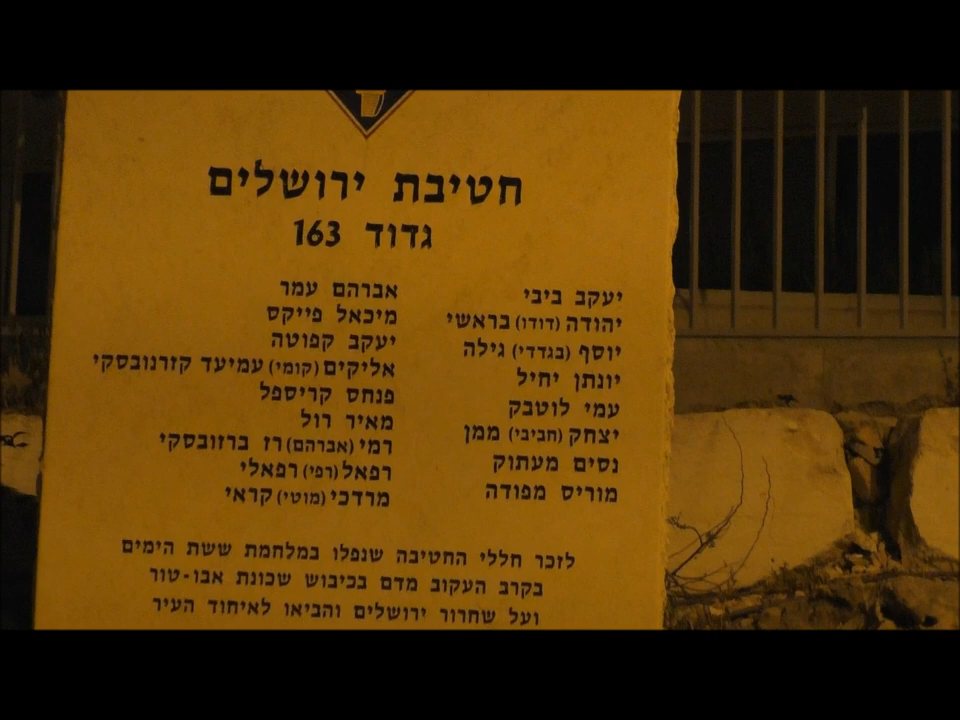 חטיבת ירושלים
גדוד 163
יעקב ביבי
יהודה (דודו) בראשי
יוסף (בגדדי) גילה
יונתן יחיל
עמי לוטבק
יצחק (חביבי) ממן
נסים מעתוק
מוריס מפודה
אברהם עמר
מיכאל פייקס
יעקב קפוטה
אליקים (קומי) עמיעד קזרנובסקי
פנחס קריספל
מאיר רול
רמי (אברהם) רז ברזובסקי
רפאל (רפי) רפאלי
מרדכי (מוטי) קראי
לזכר חללי החטיבה שנפלו במלחמת ששת הימים
בקרב העקוב מדם בכיבוש שכונת אבו-טור
ועל שחרור ירושלים והביאו לאיחוד העיר